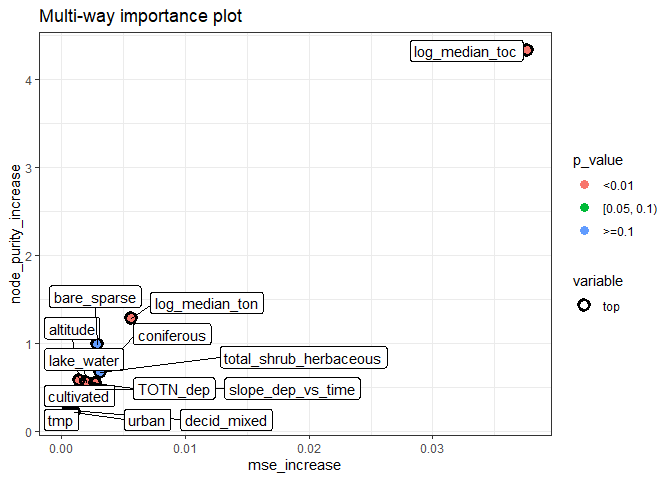 Multi-way importance plot
log_median_toc
4
3
2
1
0
node_purity_increase
bare_sparse
log_median_ton
altitude
coniferous
lake_water
total_shrub_herbaceous
cultivated
TOTN_dep
slope_dep_vs_time
tmp
urban
decid_mixed
0.00
0.01
0.02
0.03
mse_increase
p_value
<0.01
[0.05, 0.1)
>=0.1
variable
top